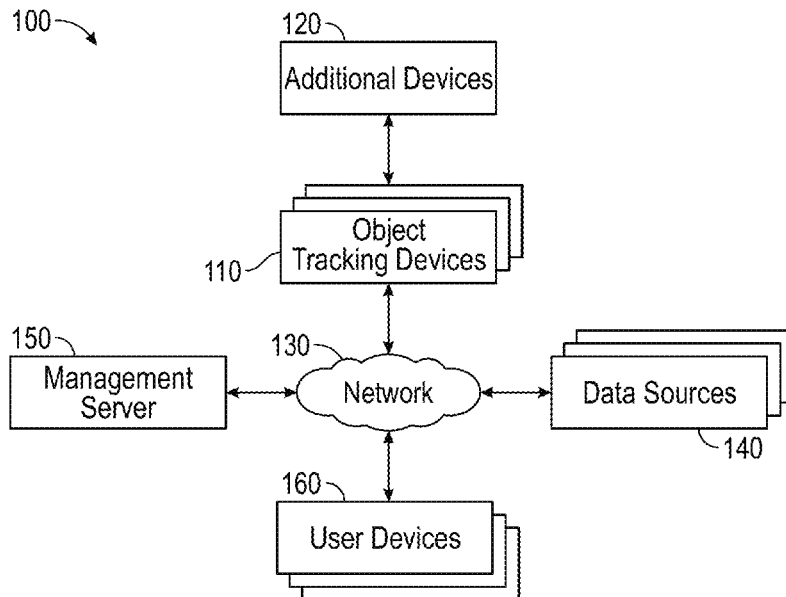 100
120
Additional Devices
Object
Tracking Devices
110
150
130
Management
Server
Network
Data Sources
140
160
User Devices